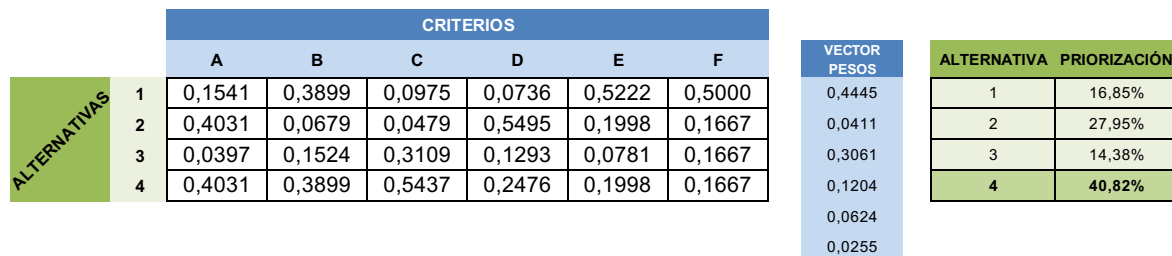 CRITERIOS
A B C D E F
VECTOR PESOS
ALTERNATIVA PRIORIZACIÓN
ALTERNATIVAS
1 0,1541 0,3899 0,0975 0,0736 0,5222 0,5000 0,4445 1 16,85%
2 0,4031 0,0679 0,0479 0,5495 0,1998 0,1667 0,0411 2 27,95%
3 0,0397 0,1524 0,3109 0,1293 0,0781 0,1667 0,3061 3 14,38%
4 0,4031 0,3899 0,5437 0,2476 0,1998 0,1667 0,1204 4 40,82%
0,0624
0,0255